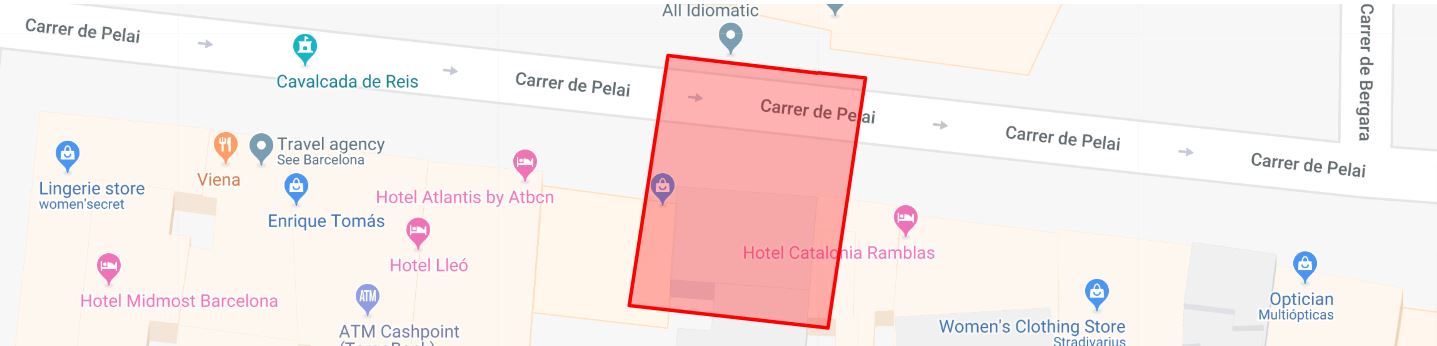 All Idiomatic
Carrer de Pelai
Carrer de Bergara
Cavalcada de Reis
Carrer de Pelai
Carrer de Pelai
Carrer de Pelai
Carrer de Pelai
Travel agency
See Barcelona
Viena
Lingerie store
women'secret
Hotel Atlantis by Atbcn
Enrique Tomás
Hotel Catalonia Ramblas
Hotel Lleó
Hotel Midmost Barcelona
ATM
Optician
Multiópticas
ATM Cashpoint
Women's Clothing Store
Stradivarius